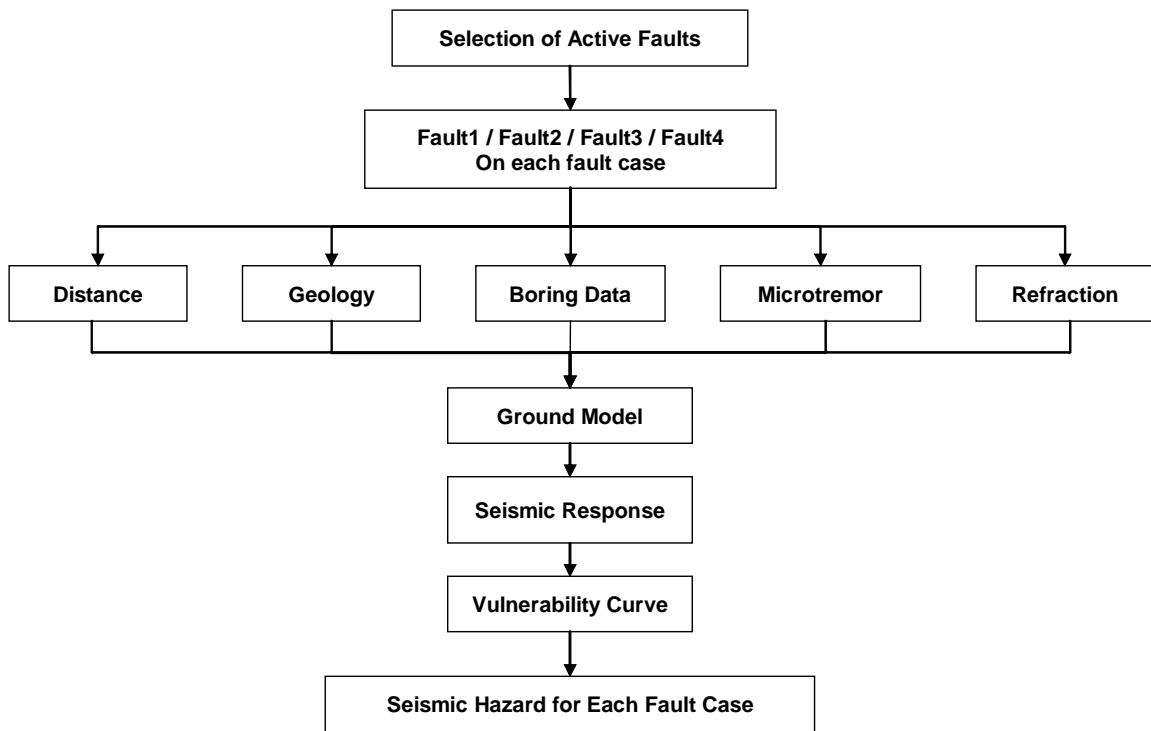 Selection of Active Faults
Fault1 / Fault2 / Fault3 / Fault4
On each fault case
Distance
Geology
Boring Data
Microtremor
Refraction
Ground Model
Seismic Response
Vulnerability Curve
Seismic Hazard for Each Fault Case